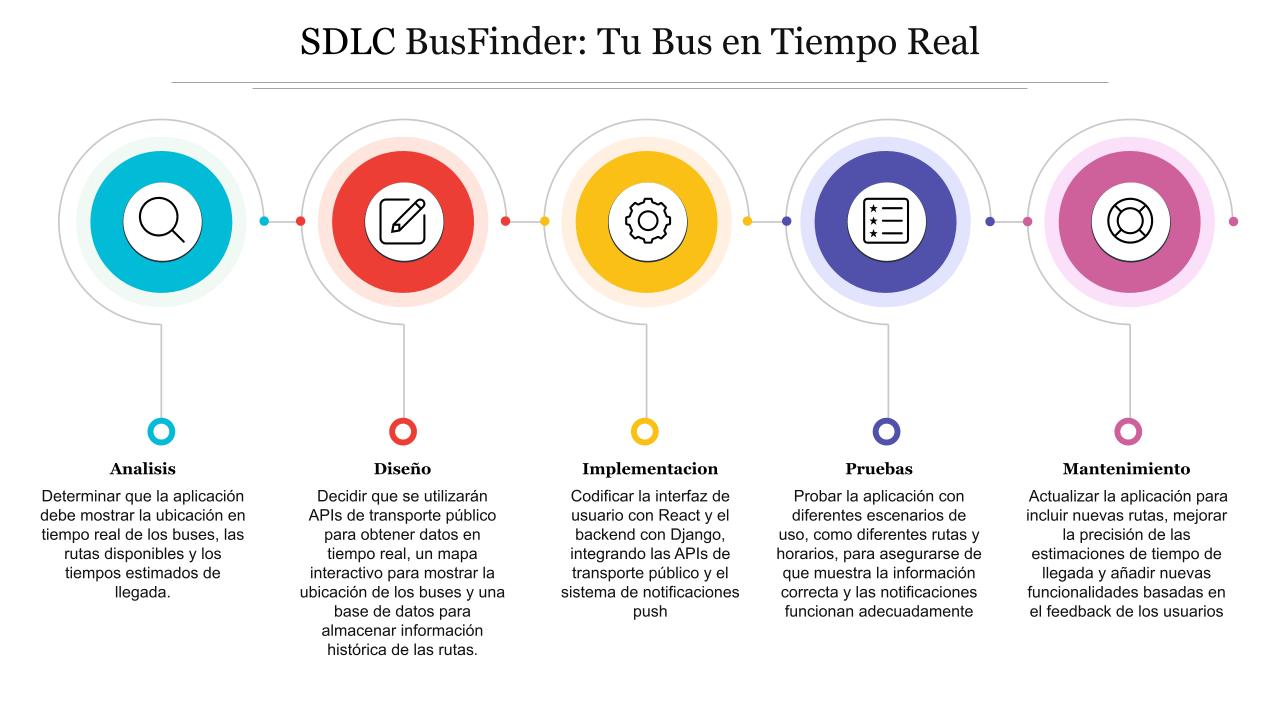 SDLC BusFinder: Tu Bus en Tiempo Real
Analisis
Determinar que la aplicación
debe mostrar la ubicación en
tiempo real de los buses, las
rutas disponibles y los
tiempos estimados de
llegada.
Diseño
Decidir que se utilizarán
APIs de transporte público
para obtener datos en
tiempo real, un mapa
interactivo para mostrar la
ubicación de los buses y una
base de datos para
almacenar información
histórica de las rutas.
Implementacion
Codificar la interfaz de
usuario con React y el
backend con Django,
integrando las APIs de
transporte público y el
sistema de notificaciones
push
Pruebas
Probar la aplicación con
diferentes escenarios de
uso, como diferentes rutas y
horarios, para asegurarse de
que muestra la información
correcta y las notificaciones
funcionan adecuadamente
Mantenimiento
Actualizar la aplicación para
incluir nuevas rutas, mejorar
la precisión de las
estimaciones de tiempo de
llegada y añadir nuevas
funcionalidades basadas en
el feedback de los usuarios